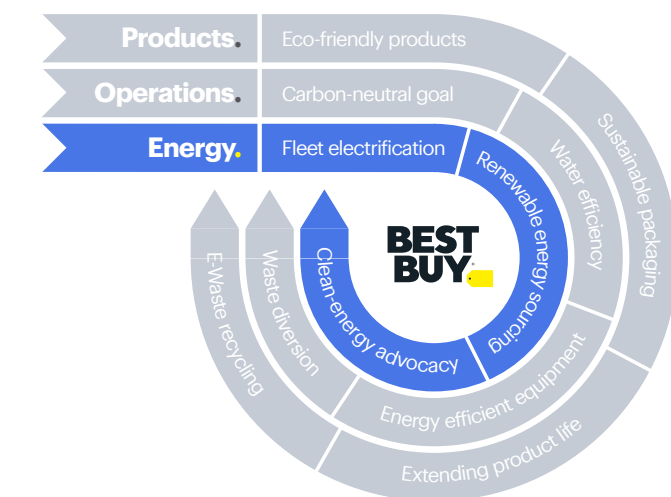 Products.
Eco-friendly products
Sustainable packaging
Extending product life
E-Waste recycling
Operations.
Carbon-neutral goal
Water efficiency
Energy efficient equipment
Waste diversion
Energy.
Fleet electrification
Renewable energy sourcing
Clean-energy advocacy
BEST
BUY